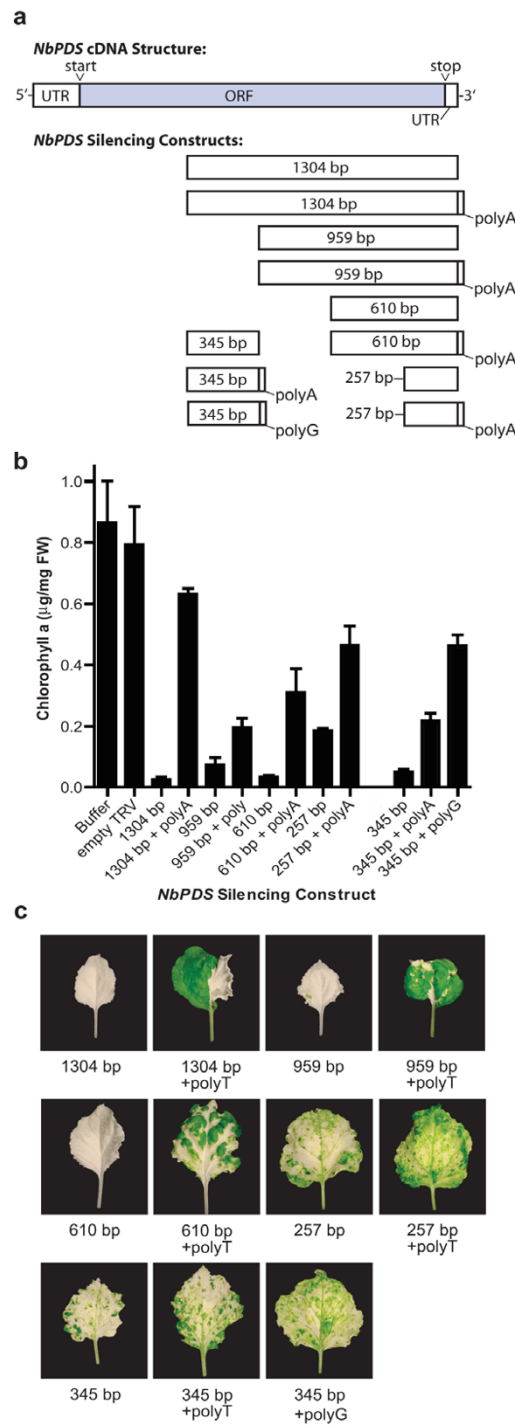 a
NbPDS cDNA Structure:
start
stop
5'
UTR
ORF
-3'
UTR
NbPDS Silencing Constructs:
1304 bp
1304 bp
polyA
959 bp
959 bp
polyA
610 bp
345 bp
610 bp
polyA
345 bp
polyA
257 bp
345 bp
polyG
257 bp
polyA
b
Chlorophyll a (µg/mg FW)
1.0
0.8
0.6
0.4
0.2
0.0
Buffer
empty TRV
1304 bp
1304 bp + polyA
959 bp
959 bp + poly
610 bp
610 bp + polyA
257 bp
257 bp + polyA
345 bp
345 bp + polyA
345 bp + polyG
NbPDS Silencing Construct
c
1304 bp
1304 bp
+polyT
959 bp
959 bp
+polyT
610 bp
610 bp
+polyT
257 bp
257 bp
+polyT
345 bp
345 bp
+polyT
345 bp
+polyG